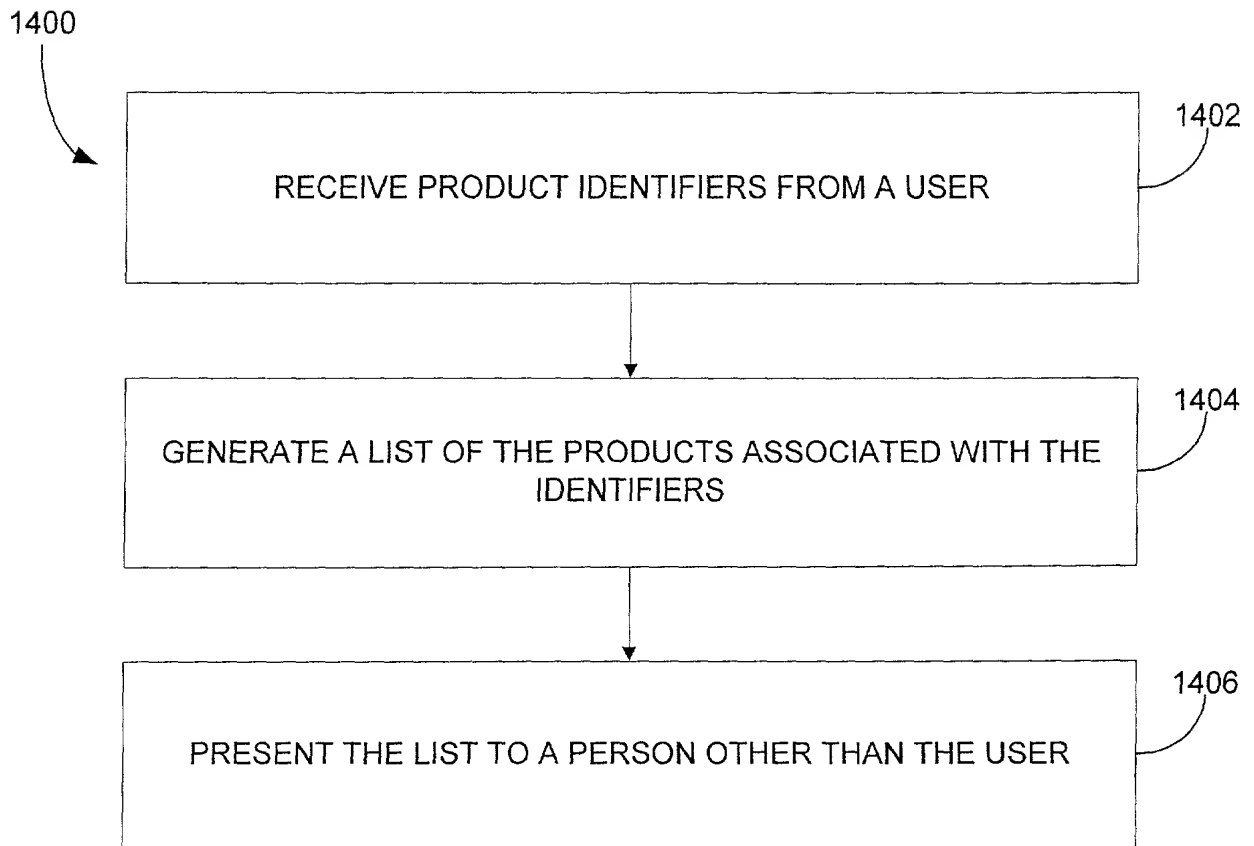 1400
1402
RECEIVE PRODUCT IDENTIFIERS FROM A USER
1404
GENERATE A LIST OF THE PRODUCTS ASSOCIATED WITH THE
IDENTIFIERS
1406
PRESENT THE LIST TO A PERSON OTHER THAN THE USER